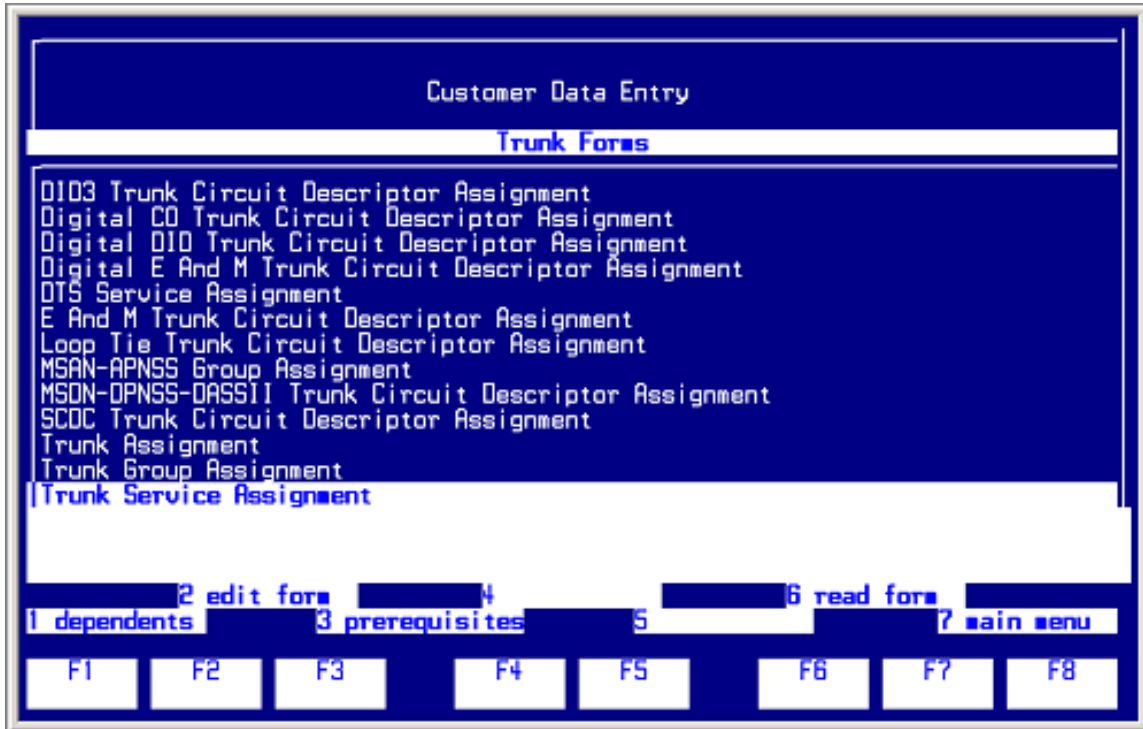 Customer Data Entry
Trunk Forms
DID3 Trunk Circuit Descriptor Assignment
Digital CO Trunk Circuit Descriptor Assignment
Digital DID Trunk Circuit Descriptor Assignment
Digital E And M Trunk Circuit Descriptor Assignment
DTS Service Assignment
E And M Trunk Circuit Descriptor Assignment
Loop Tie Trunk Circuit Descriptor Assignment
MSAN-APNSS Group Assignment
MSDN-DPNSS-DASSII Trunk Circuit Descriptor Assignment
SCDC Trunk Circuit Descriptor Assignment
Trunk Assignment
Trunk Group Assignment
Trunk Service Assignment
2 edit form 4 6 read form
1 dependents 3 prerequisites 5 7 main menu
F1 F2 F3 F4 F5 F6 F7 F8